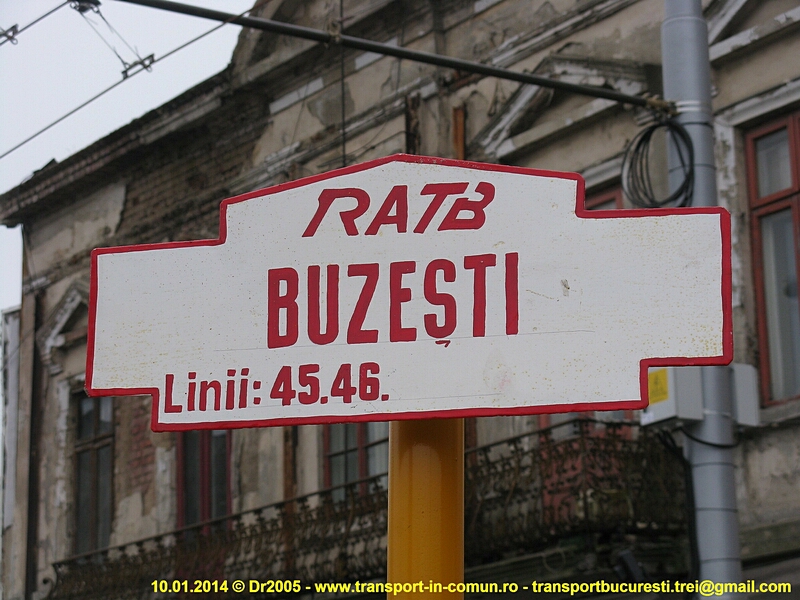 RATB
BUZEȘTI
Linii: 45.46.
10.01.2014 © Dr2005 - www.transport-in-comun.ro - transportbucuresti.trei@gmail.com